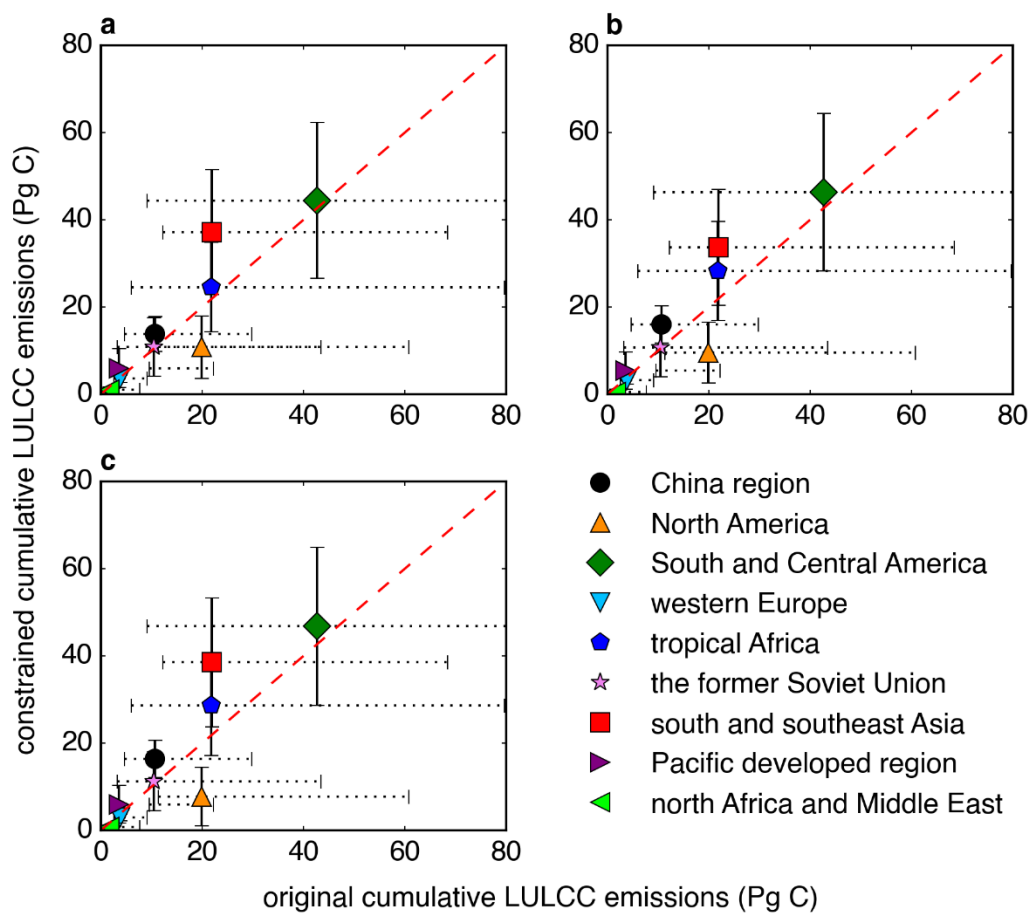 a
b
80
60
40
20
0
0
20
40
60
80
80
60
40
20
0
0
20
40
60
80
c
80
60
40
20
0
0
20
40
60
80
China region
North America
South and Central America
western Europe
tropical Africa
the former Soviet Union
south and southeast Asia
Pacific developed region
north Africa and Middle East
constrained cumulative LULCC emissions (Pg C)
original cumulative LULCC emissions (Pg C)